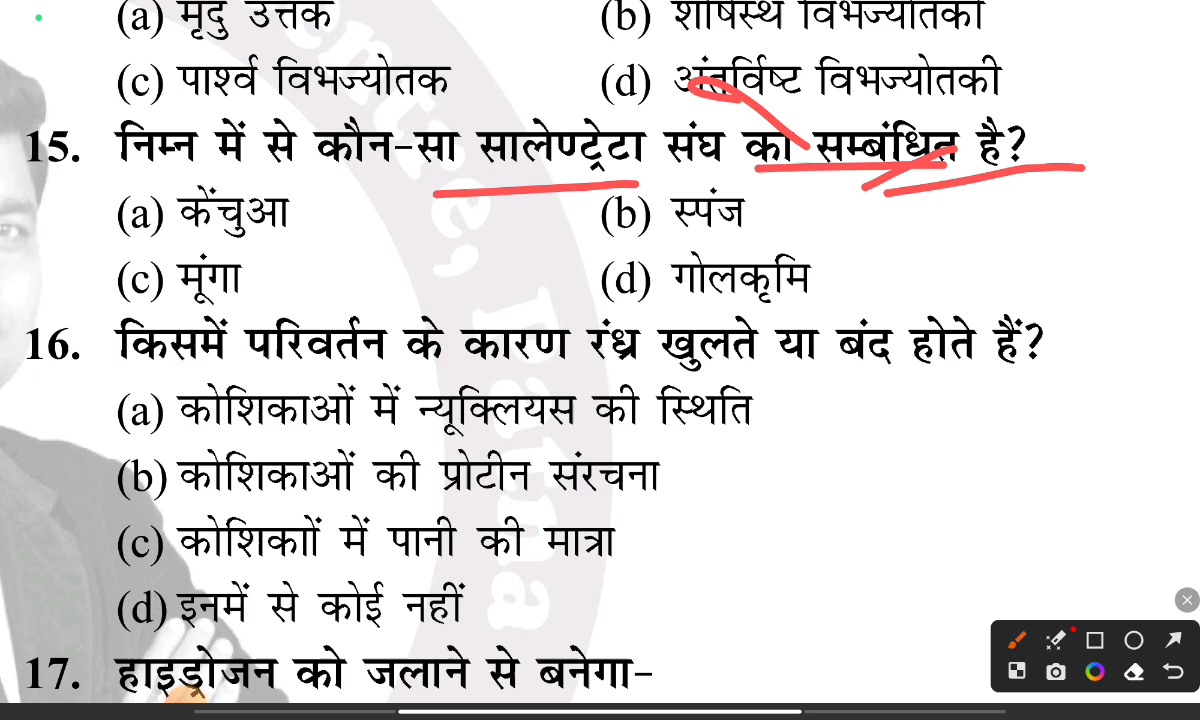 (a) मृदु उत्तक (b) शीर्षस्थ विभज्योतकी
(c) पार्श्व विभज्योतक (d) अंतर्विष्ट विभज्योतकी
15. निम्न में से कौन-सा सालेण्ट्रेटा संघ का सम्बंधित है?
(a) केंचुआ (b) स्पंज
(c) मूंगा (d) गोलकृमि
16. किसमें परिवर्तन के कारण रंध्र खुलते या बंद होते हैं?
(a) कोशिकाओं में न्यूक्लियस की स्थिति
(b) कोशिकाओं की प्रोटीन संरचना
(c) कोशिकाों में पानी की मात्रा
(d) इनमें से कोई नहीं
17. हाइड्रोजन को जलाने से बनेगा-